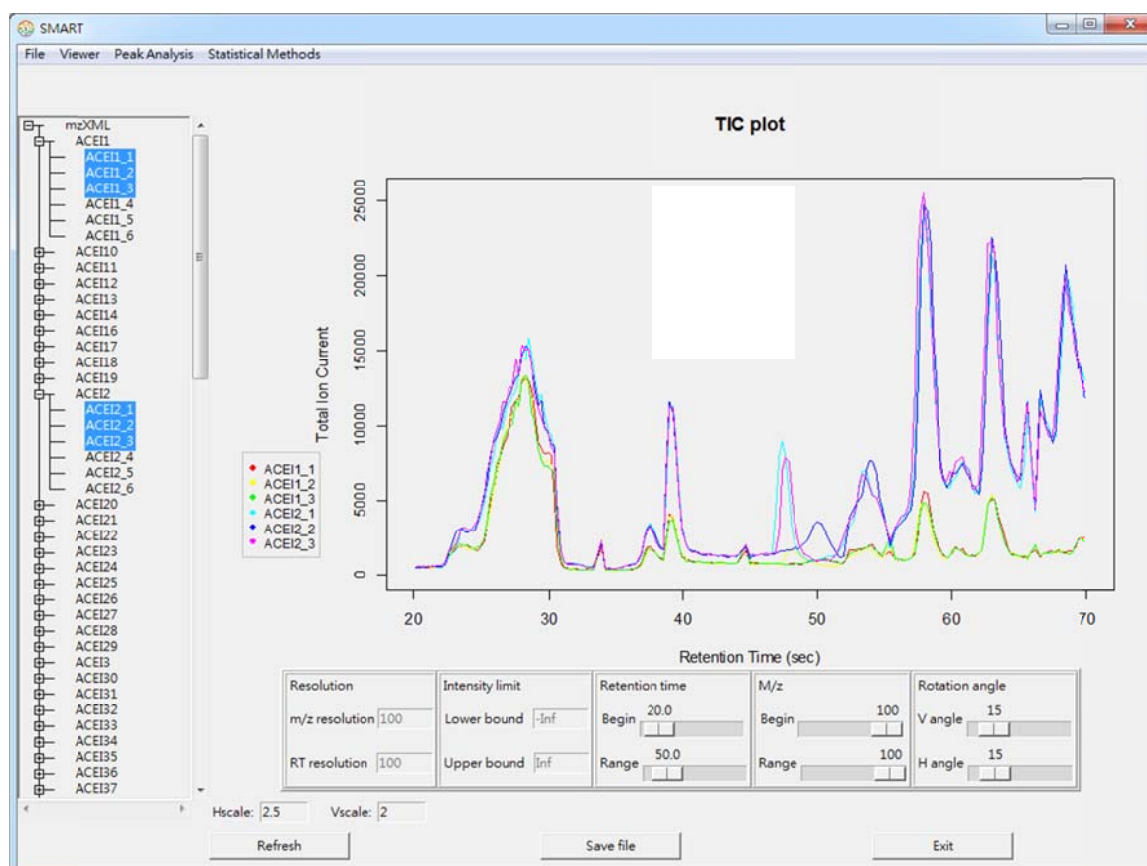 SMART
File Viewer Peak Analysis Statistical Methods
mzXML
ACEI1
ACEI1_1
ACEI1_2
ACEI1_3
ACEI1_4
ACEI1_5
ACEI1_6
ACEI10
ACEI11
ACEI12
ACEI13
ACEI14
ACEI16
ACEI17
ACEI18
ACEI19
ACEI2
ACEI2_1
ACEI2_2
ACEI2_3
ACEI2_4
ACEI2_5
ACEI2_6
ACEI20
ACEI21
ACEI22
ACEI23
ACEI24
ACEI25
ACEI26
ACEI27
ACEI28
ACEI29
ACEI3
ACEI30
ACEI31
ACEI32
ACEI33
ACEI34
ACEI35
ACEI36
ACEI37
TIC plot
Total Ion Current
25000
20000
15000
10000
5000
0
ACEI1_1
ACEI1_2
ACEI1_3
ACEI2_1
ACEI2_2
ACEI2_3
20 30 40 50 60 70
Retention Time (sec)
Resolution
m/z resolution 100
RT resolution 100
Intensity limit
Lower bound -Inf
Upper bound Inf
Retention time
20.0
Begin
50.0
Range
M/z
100
Begin
100
Range
Rotation angle
15
V angle
15
H angle
Hscale: 2.5 Vscale: 2
Refresh Save file Exit